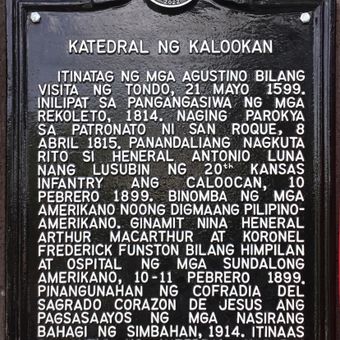 KATEDRAL NG KALOOKAN
ITINATAG NG MGA AGUSTINO BILANG
VISITA NG TONDO, 21 MAYO 1599.
INILIPAT SA PANGANGASIWA NG MGA
REKOLETO, 1814. NAGING PAROKYA
SA PATRONATO NI SAN ROQUE, 8
ABRIL 1815. PANANDALIANG NAGKUTA
RITO SI HENERAL ANTONIO LUNA
NANG LUSUBIN NG 20th KANSAS
INFANTRY ANG CALOOCAN, 10
PEBRERO 1899. BINOMBA NG MGA
AMERIKANO NOONG DIGMAANG PILIPINO-
AMERIKANO. GINAMIT NINA HENERAL
ARTHUR MACARTHUR AT KORONEL
FREDERICK FUNSTON BILANG HIMPILAN
AT OSPITAL NG MGA SUNDALONG
AMERIKANO, 10-11 PEBRERO 1899.
PINANGUNAHAN NG COFRADIA DEL
SAGRADO CORAZON DE JESUS ANG
PAGSASAAYOS NG MGA NASIRANG
BAHAGI NG SIMBAHAN, 1914. ITINAAS